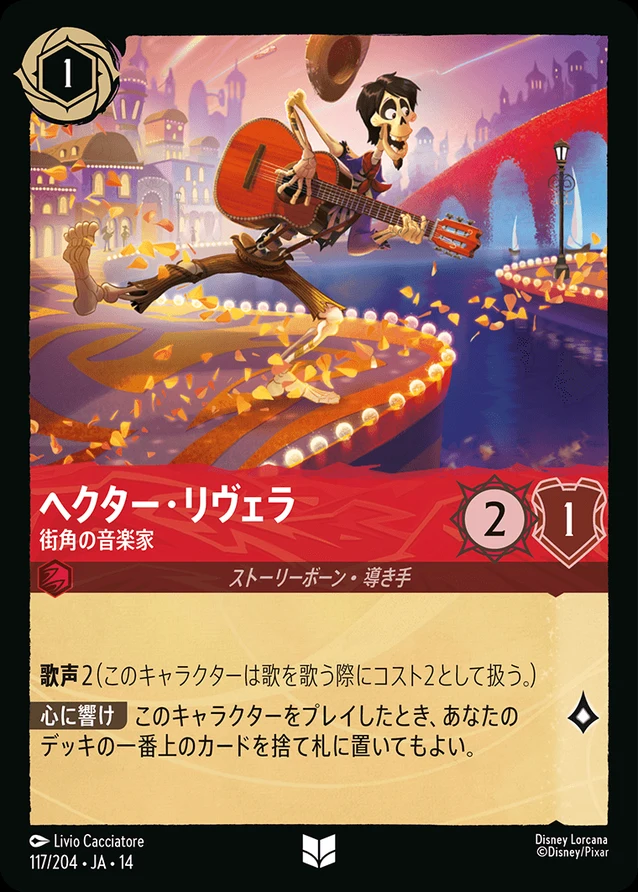 1
ヘクター・リヴェラ
街角の音楽家
2
1
ストーリーボーン・導き手
歌声2(このキャラクターは歌を歌う際にコスト2として扱う。)
心に響け このキャラクターをプレイしたとき、あなたの
デッキの一番上のカードを捨て札に置いてもよい。
Livio Cacciatore
117/204・JA・14
Disney Lorcana
©Disney/Pixar